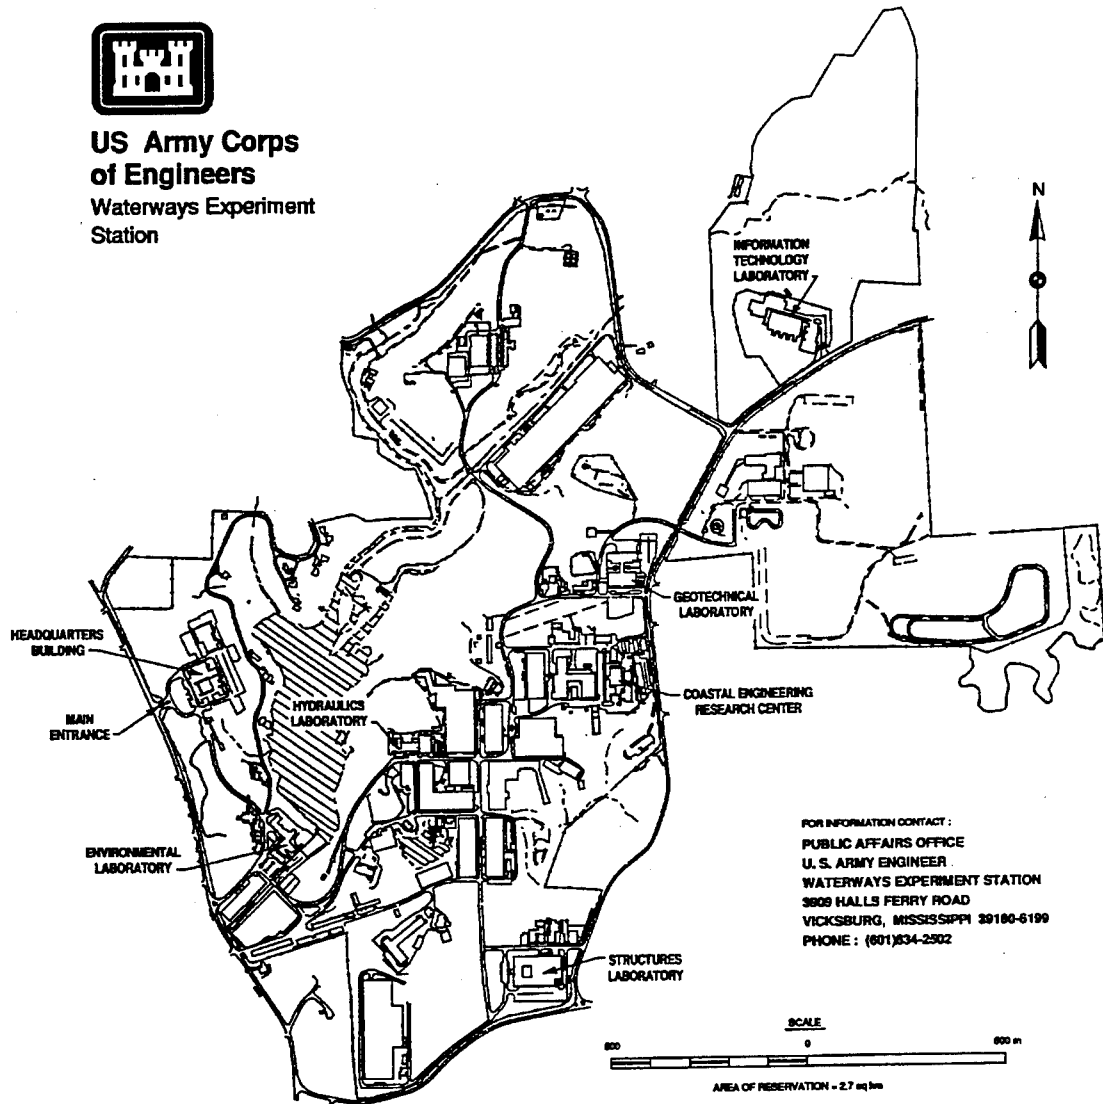 US Army Corps
of Engineers
Waterways Experiment
Station
N
INFORMATION
TECHNOLOGY
LABORATORY
GEOTECHNICAL
LABORATORY
HEADQUARTERS
BUILDING
MAIN
ENTRANCE
HYDRAULICS
LABORATORY
COASTAL ENGINEERING
RESEARCH CENTER
ENVIRONMENTAL
LABORATORY
STRUCTURES
LABORATORY
FOR INFORMATION CONTACT :
PUBLIC AFFAIRS OFFICE
U. S. ARMY ENGINEER
WATERWAYS EXPERIMENT STATION
3909 HALLS FERRY ROAD
VICKSBURG, MISSISSIPPI 39180-6199
PHONE : (601)634-2502
SCALE
0
AREA OF RESERVATION = 2.7 sq km